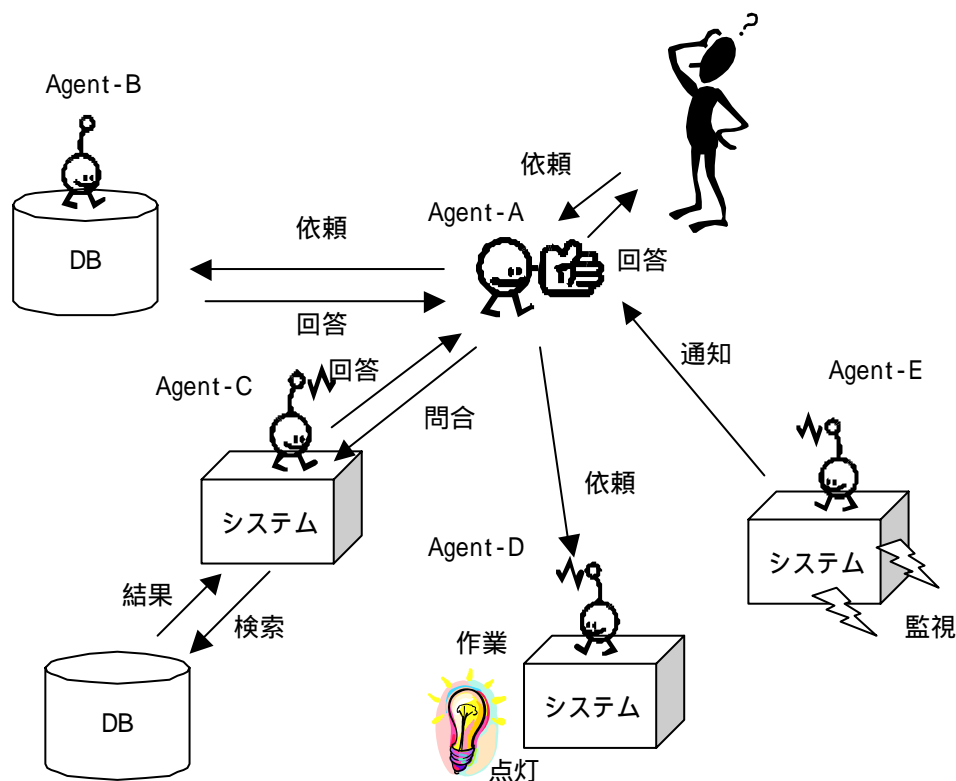 ?
Agent-B
依頼
Agent-A
依頼
DB
回答
回答
通知
Agent-E
Agent-C
回答
問合
依頼
システム
Agent-D
システム
結果
検索
監視
作業
DB
システム
点灯